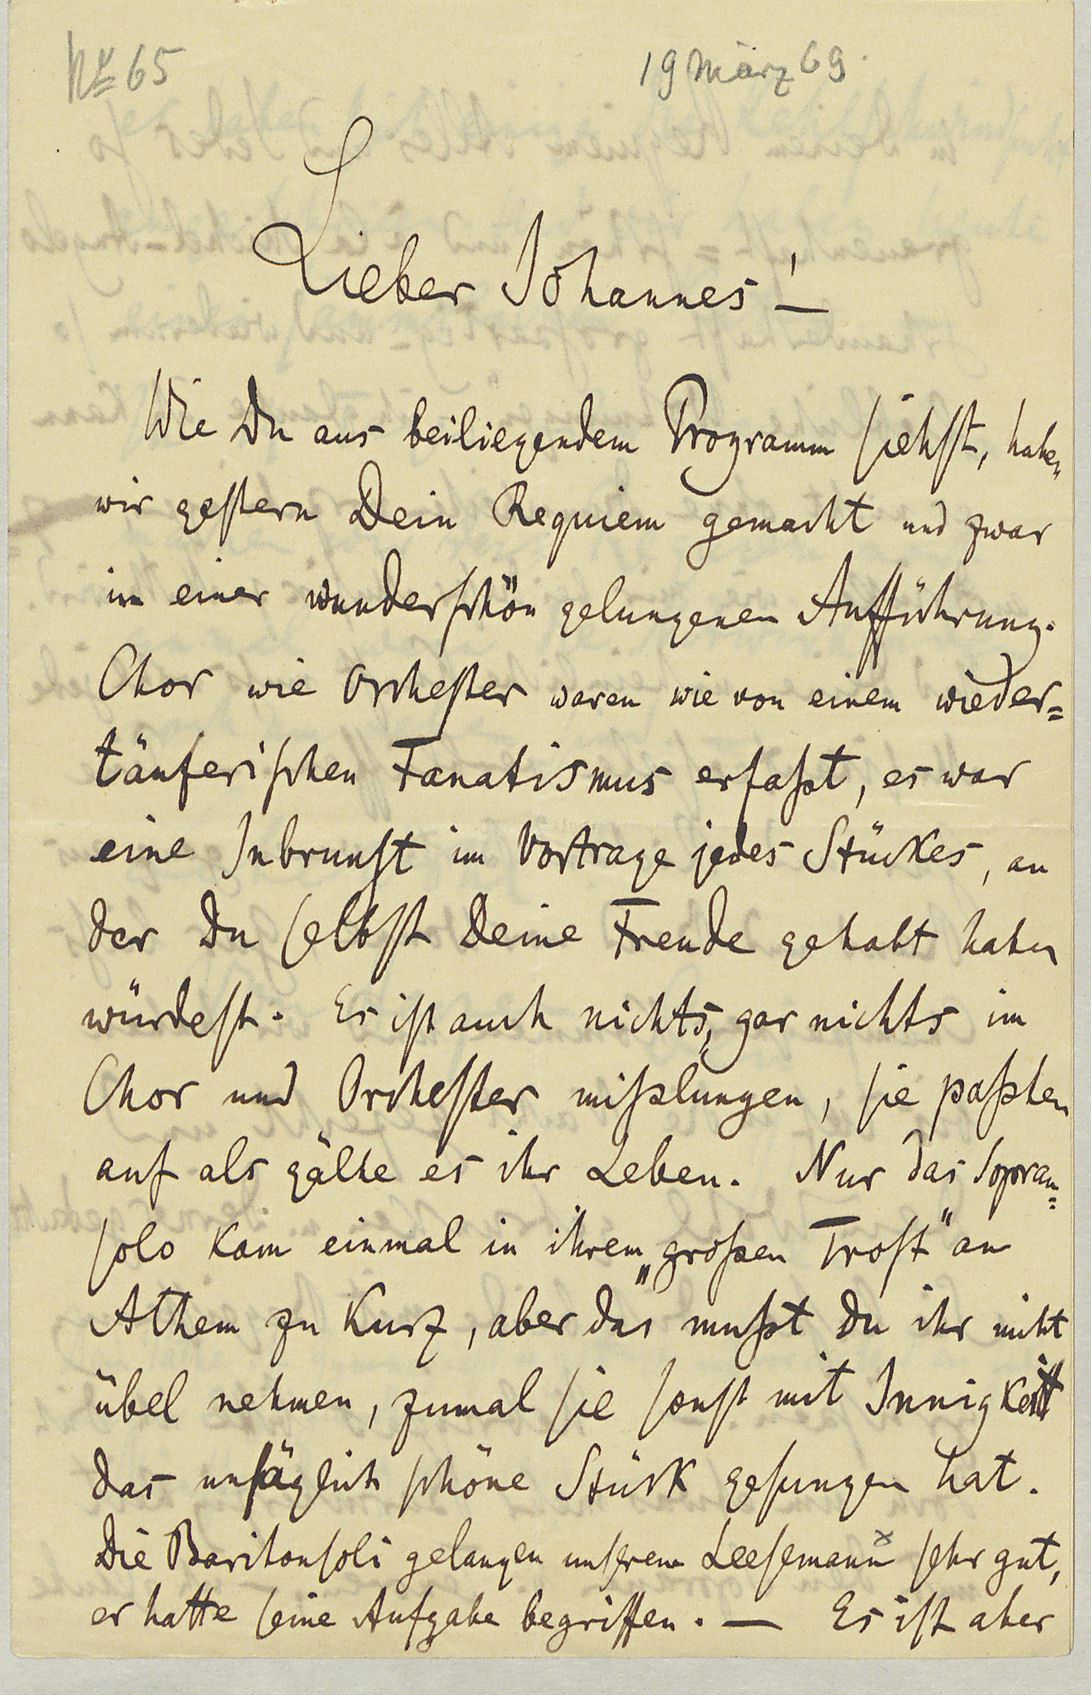 No 65
19 März 69.
Lieber Johannes!
Wie Du aus beiliegendem Programm siehst, haben
wir gestern Dein Requiem gemacht und zwar
in einer wunderschön gelungenen Aufführung.
Chor wie Orchester waren wie von einem wieder=
täuferischen Fanatismus erfaßt, es war
eine Inbrunst im Vortrage jedes Stückes, an
der Du selbst Deine Freude gehabt haben
würdest. Es ist auch nichts, gar nichts im
Chor und Orchester mißlungen, sie paßten
auf als gälte es ihr Leben. Nur das Sopran=
solo kam einmal in ihrem „großen Trost" an
Athem zu kurz, aber das mußt Du ihr nicht
übel nehmen, zumal sie sonst mit Innigkeit
das unsäglich schöne Stück gesungen hat.
Die Baritonsoli gelangen unserem Leesemann x sehr gut,
er hatte seine Aufgabe begriffen. — Es ist aber